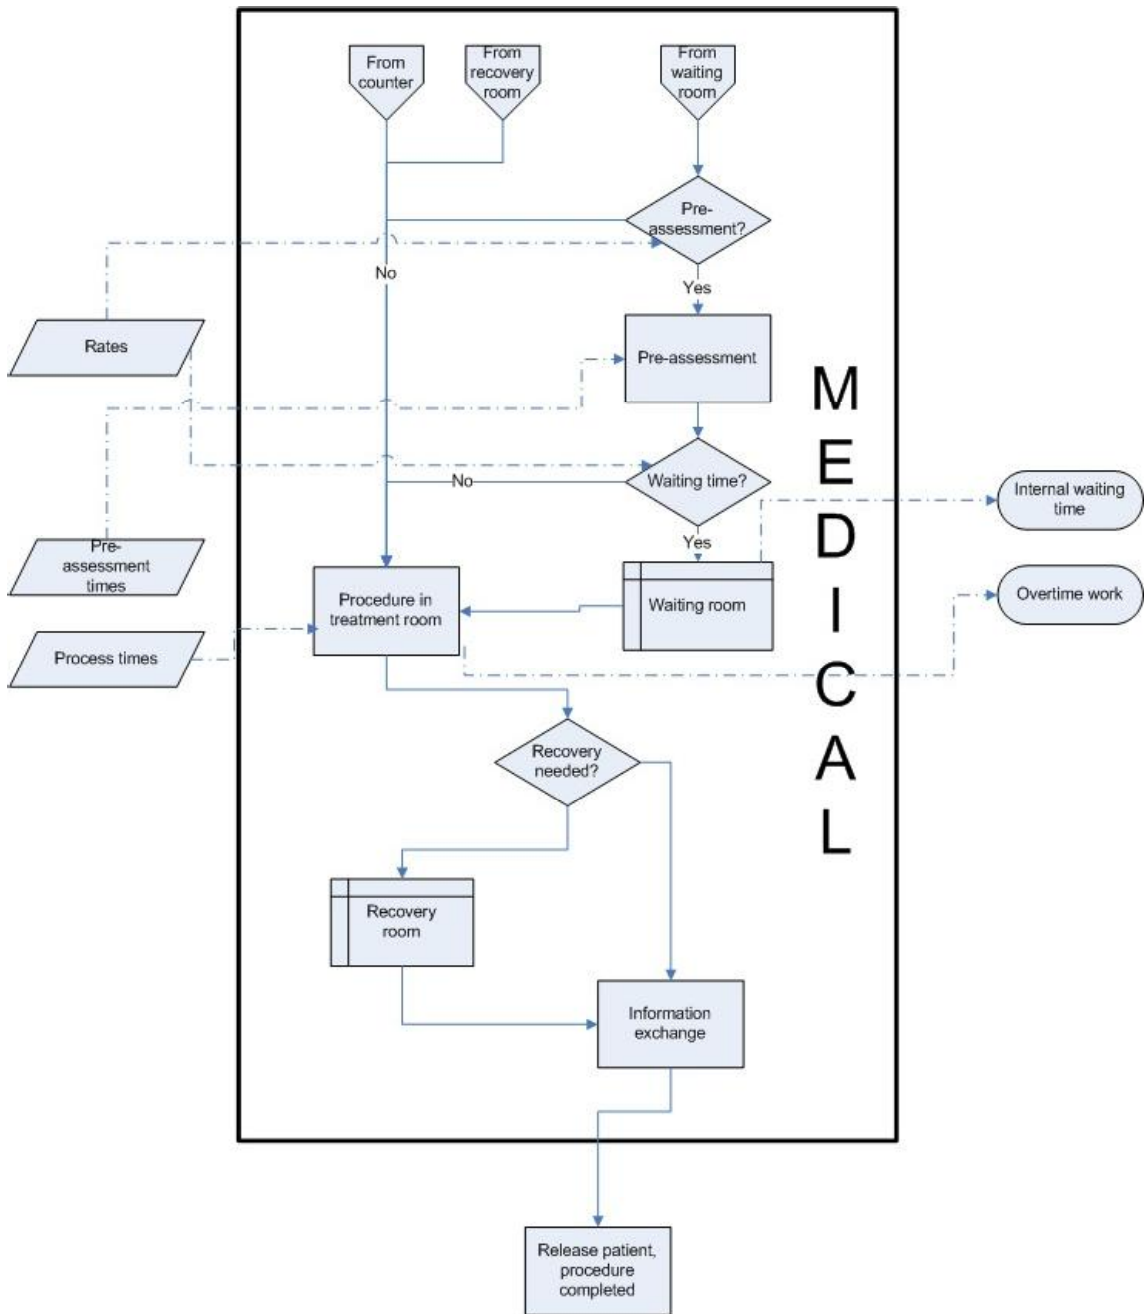 From
counter
From
recovery
room
From
waiting
room
Pre-
assessment?
No
Yes
Rates
Pre-assessment
MEDICAL
No
Waiting time?
Internal waiting
time
Yes
Pre-
assessment
times
Procedure in
treatment room
Waiting room
Overtime work
Process times
Recovery
needed?
Recovery
room
Information
exchange
Release patient,
procedure
completed